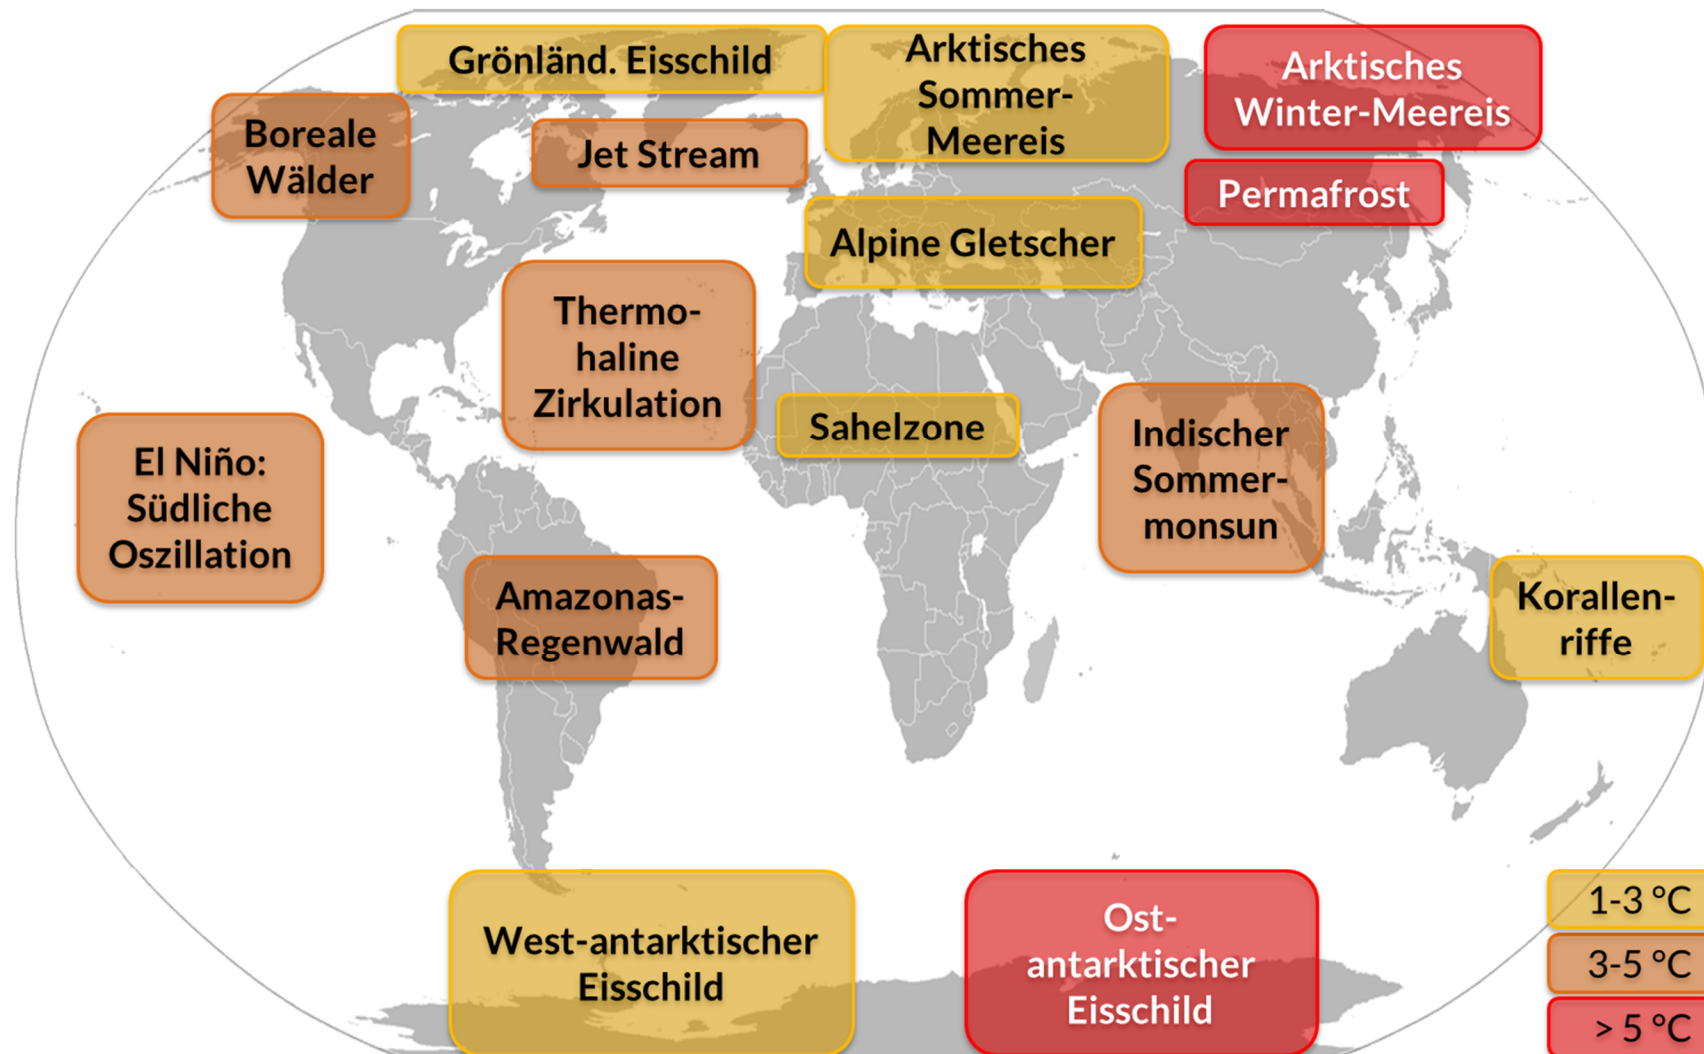 Grönländ. Eisschild
Arktisches
Sommer-
Meereis
Arktisches
Winter-Meereis
Boreale
Wälder
Jet Stream
Permafrost
Alpine Gletscher
Thermo-
haline
Zirkulation
Sahelzone
Indischer
Sommer-
monsun
El Niño:
Südliche
Oszillation
Amazonas-
Regenwald
Korallen-
riffe
West-antarktischer
Eisschild
Ost-
antarktischer
Eisschild
1-3 °C
3-5 °C
> 5 °C